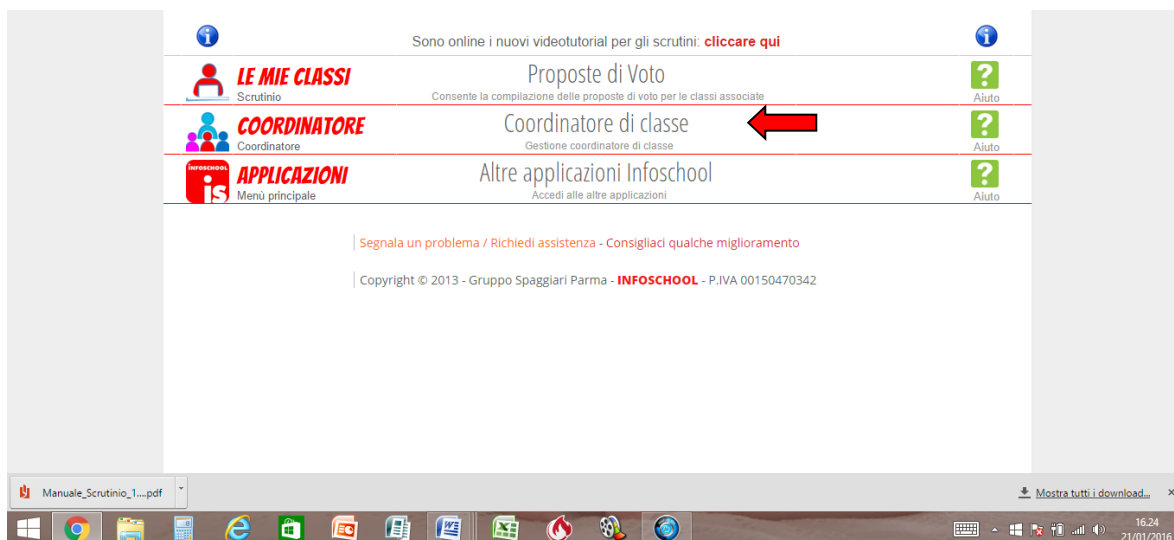 Sono online i nuovi videotutorial per gli scrutini: cliccare qui
LE MIE CLASSI
Scrutinio
Proposte di Voto
Consente la compilazione delle proposte di voto per le classi associate
Aiuto
COORDINATORE
Coordinatore
Coordinatore di classe
Gestione coordinatore di classe
Aiuto
INFOSCHOOL
is
APPLICAZIONI
Menù principale
Altre applicazioni Infoschool
Accedi alle altre applicazioni
Aiuto
Segnala un problema / Richiedi assistenza - Consigliaci qualche miglioramento
Copyright © 2013 - Gruppo Spaggiari Parma - INFOSCHOOL - P.IVA 00150470342
Manuale_Scrutinio_1....pdf
Mostra tutti i download...
16.24
21/01/2016